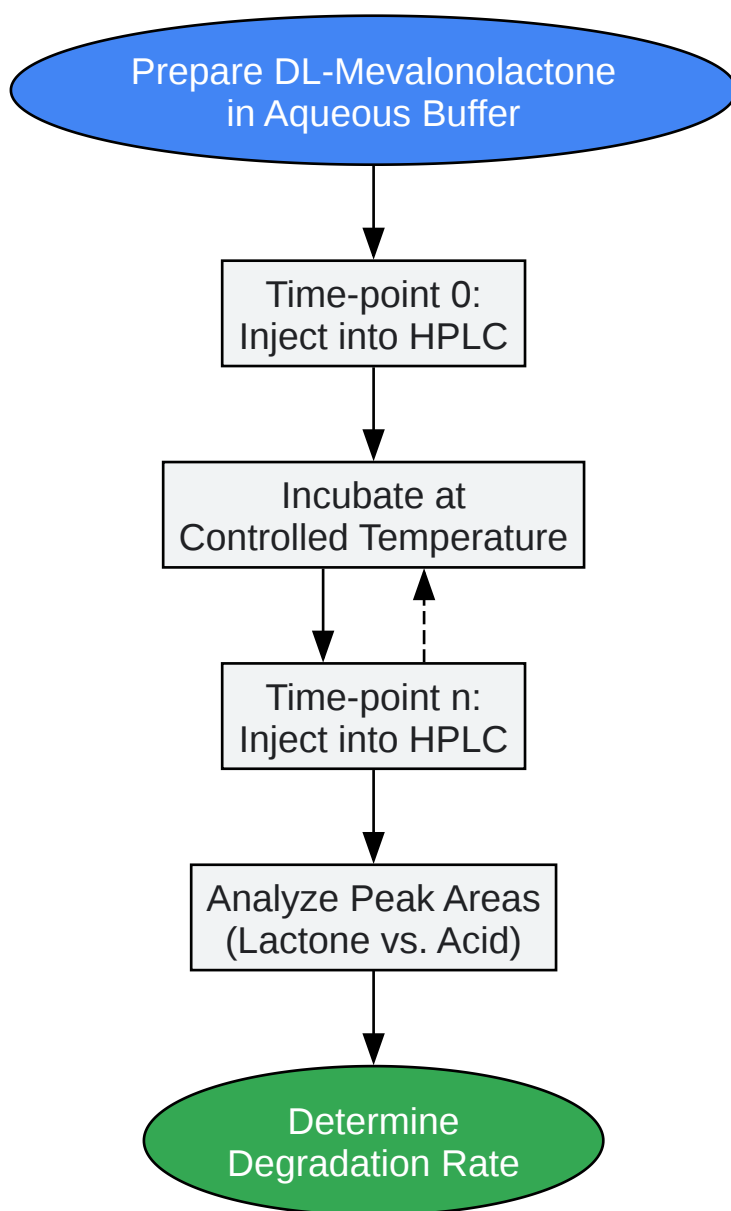 Prepare DL-Mevalonolactone
in Aqueous Buffer
Time-point 0:
Inject into HPLC
Incubate at
Controlled Temperature
Time-point n:
Inject into HPLC
Analyze Peak Areas
(Lactone vs. Acid)
Determine
Degradation Rate